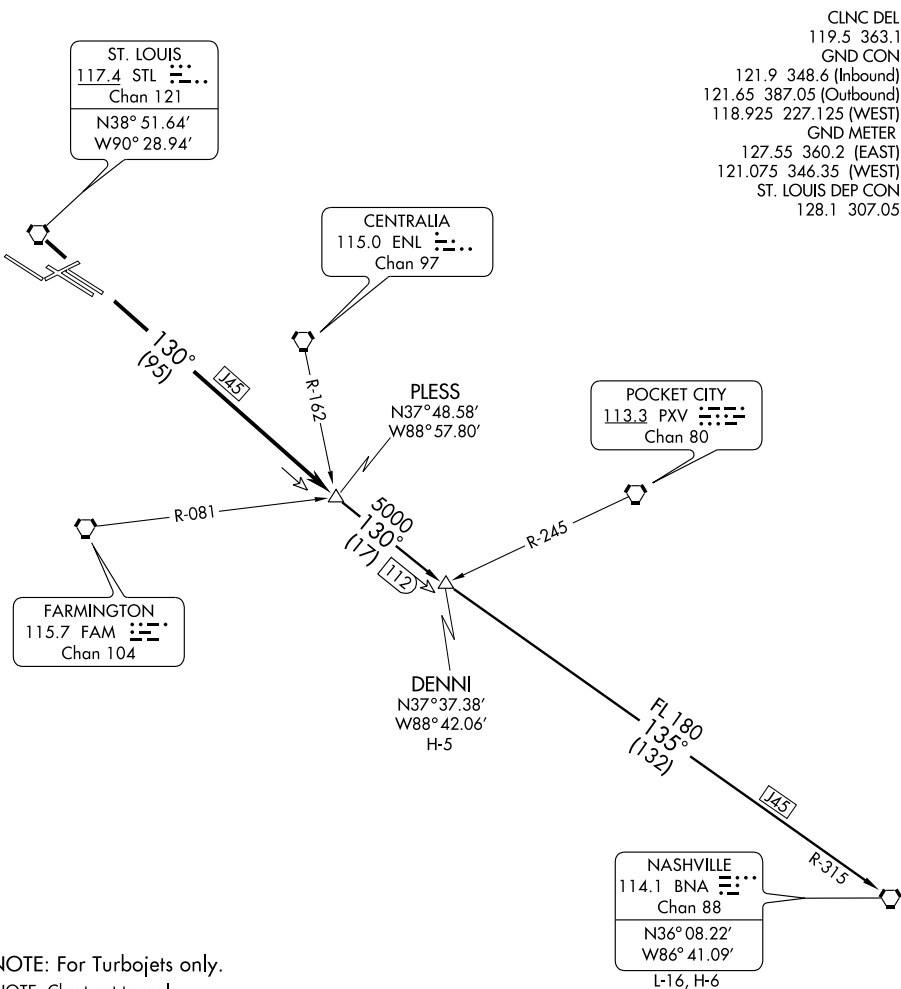 CLNC DEL
119.5 363.1
GND CON
121.9 348.6 (Inbound)
121.65 387.05 (Outbound)
118.925 227.125 (WEST)
GND METER
127.55 360.2 (EAST)
121.075 346.35 (WEST)
ST. LOUIS DEP CON
128.1 307.05
ST. LOUIS
117.4 STL
Chan 121
N38° 51.64′
W90° 28.94′
CENTRALIA
115.0 ENL
Chan 97
130°
(95)
J45
R-162
PLESS
N37° 48.58′
W88° 57.80′
POCKET CITY
113.3 PXV
Chan 80
R-081
5000
130°
(17)
112
R-245
FARMINGTON
115.7 FAM
Chan 104
DENNI
N37° 37.38′
W88° 42.06′
H-5
FL 180
135°
(132)
J45
R-315
NASHVILLE
114.1 BNA
Chan 88
N36° 08.22′
W86° 41.09′
L-16, H-6
NOTE: For Turbojets only.